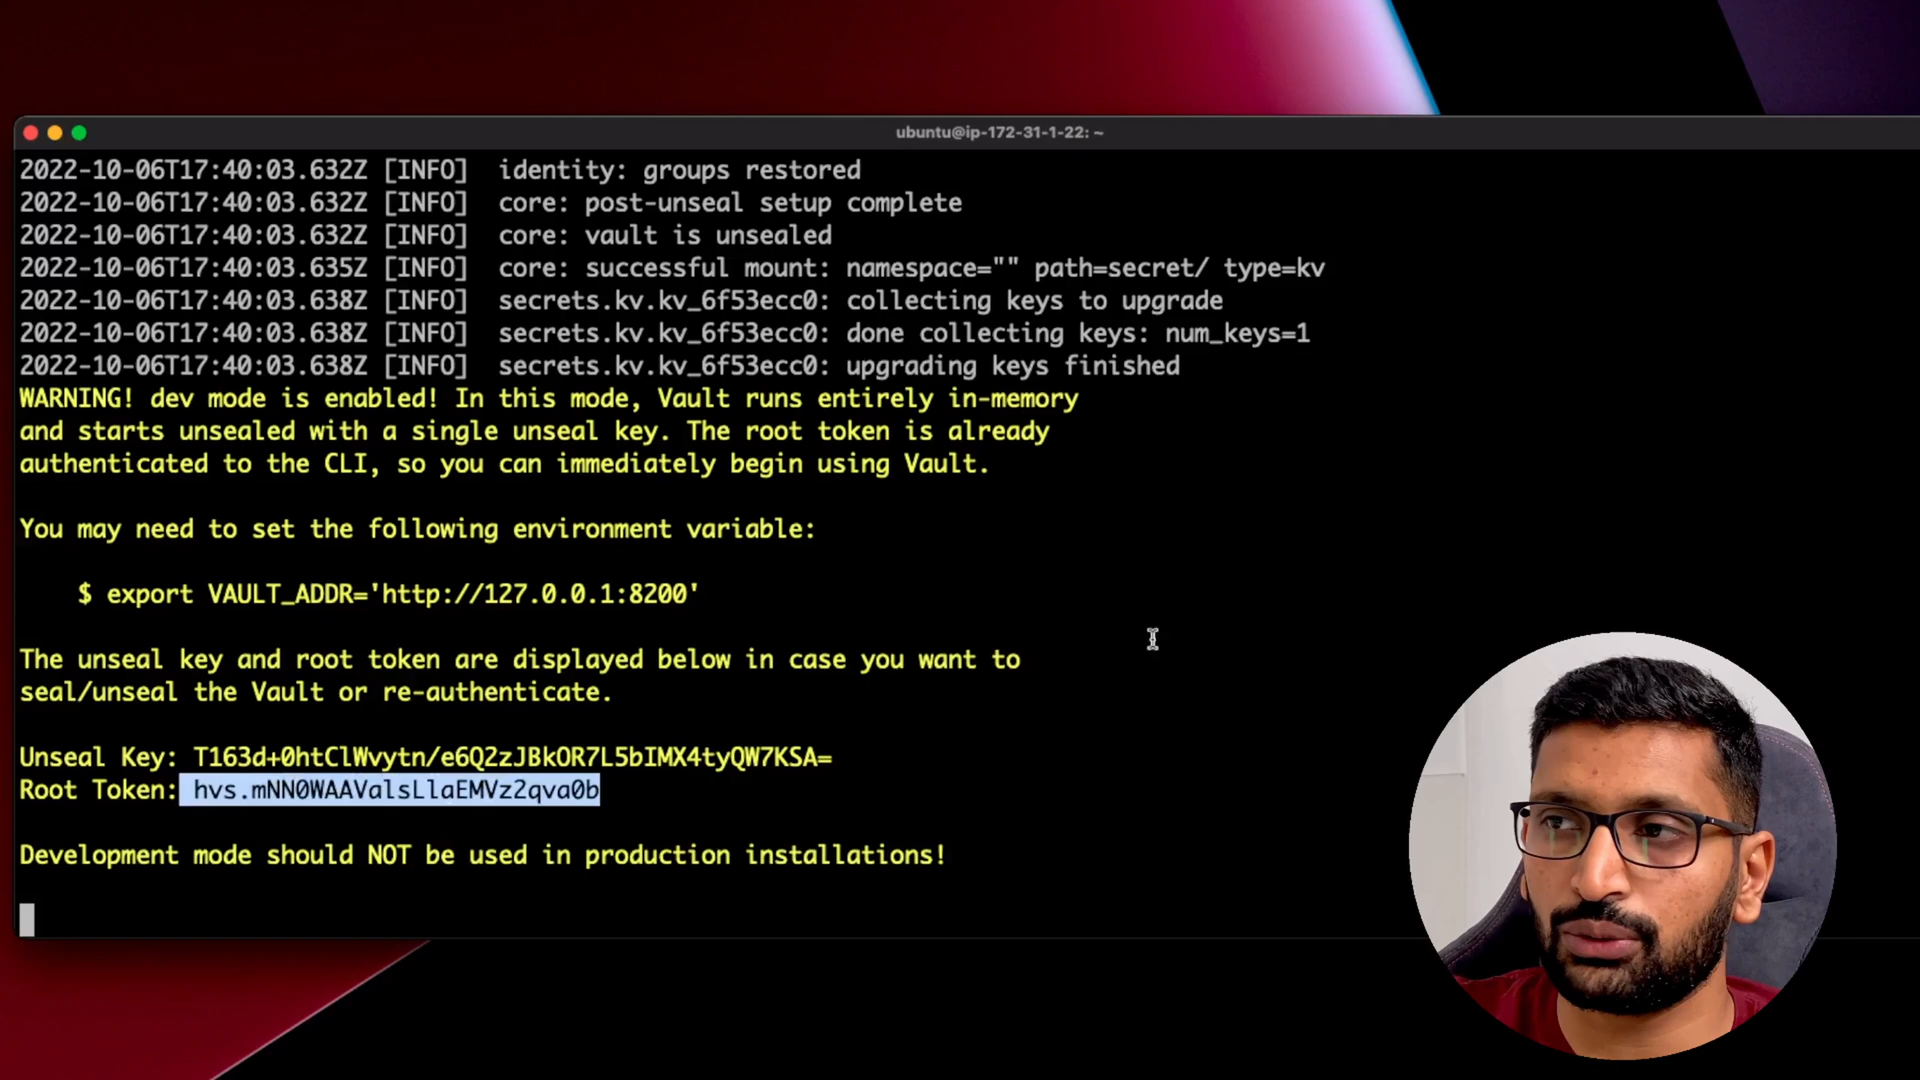 ubuntu@ip-172-31-1-22: ~
2022-10-06T17:40:03.632Z [INFO]  identity: groups restored
2022-10-06T17:40:03.632Z [INFO]  core: post-unseal setup complete
2022-10-06T17:40:03.632Z [INFO]  core: vault is unsealed
2022-10-06T17:40:03.635Z [INFO]  core: successful mount: namespace="" path=secret/ type=kv
2022-10-06T17:40:03.638Z [INFO]  secrets.kv.kv_6f53ecc0: collecting keys to upgrade
2022-10-06T17:40:03.638Z [INFO]  secrets.kv.kv_6f53ecc0: done collecting keys: num_keys=1
2022-10-06T17:40:03.638Z [INFO]  secrets.kv.kv_6f53ecc0: upgrading keys finished
WARNING! dev mode is enabled! In this mode, Vault runs entirely in-memory
and starts unsealed with a single unseal key. The root token is already
authenticated to the CLI, so you can immediately begin using Vault.
You may need to set the following environment variable:
$ export VAULT_ADDR='http://127.0.0.1:8200'
The unseal key and root token are displayed below in case you want to
seal/unseal the Vault or re-authenticate.
Unseal Key: T163d+0htClWvytn/e6Q2zJBkOR7L5bIMX4tyQW7KSA=
Root Token: hvs.mNN0WAAValsLlaEMVz2qva0b
Development mode should NOT be used in production installations!